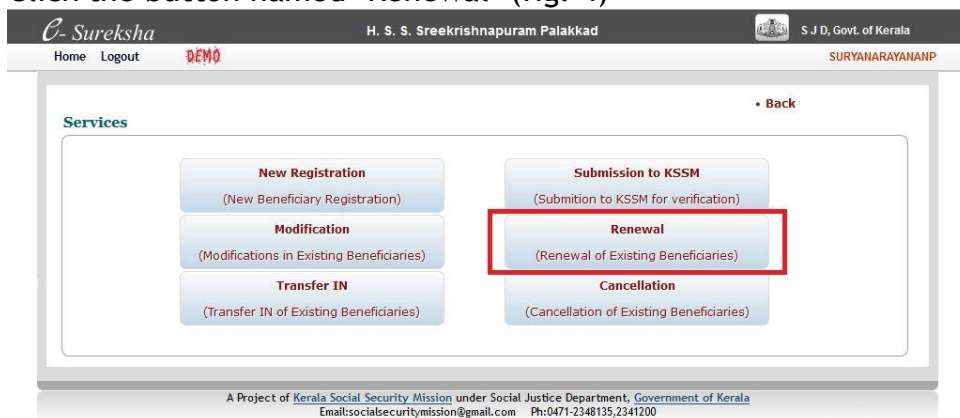 Click the button named "Renewal" (fig. 4)
e- Sureksha H. S. S. Sreekrishnapuram Palakkad S J D, Govt. of Kerala
Home Logout DEMO SURYANARAYANANP
• Back
Services
New Registration Submission to KSSM
(New Beneficiary Registration) (Submition to KSSM for verification)
Modification Renewal
(Modifications in Existing Beneficiaries) (Renewal of Existing Beneficiaries)
Transfer IN Cancellation
(Transfer IN of Existing Beneficiaries) (Cancellation of Existing Beneficiaries)
A Project of Kerala Social Security Mission under Social Justice Department, Government of Kerala
Email:socialsecuritymission@gmail.com Ph:0471-2348135,2341200